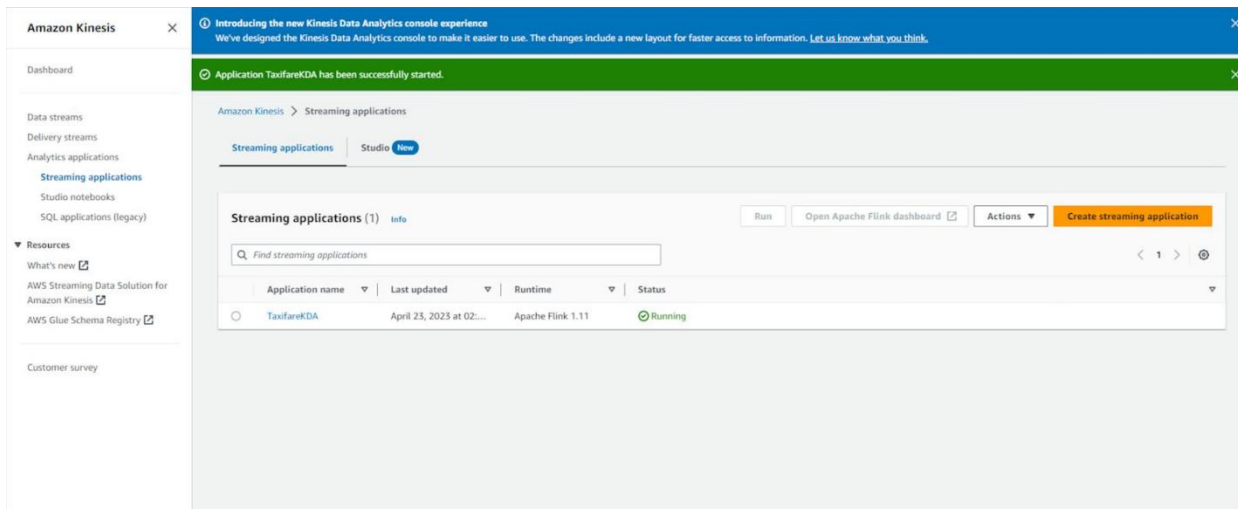 Amazon Kinesis
Introducing the new Kinesis Data Analytics console experience
We've designed the Kinesis Data Analytics console to make it easier to use. The changes include a new layout for faster access to information. Let us know what you think.
Dashboard
Application TaxifareKDA has been successfully started.
Amazon Kinesis > Streaming applications
Data streams
Delivery streams
Analytics applications
Streaming applications
Studio notebooks
SQL applications (legacy)
Resources
What's new
AWS Streaming Data Solution for
Amazon Kinesis
AWS Glue Schema Registry
Customer survey
Streaming applications Studio New
Streaming applications (1) Info Run Open Apache Flink dashboard Actions Create streaming application
Find streaming applications < 1 >
Application name Last updated Runtime Status
TaxifareKDA April 23, 2023 at 02:... Apache Flink 1.11 Running